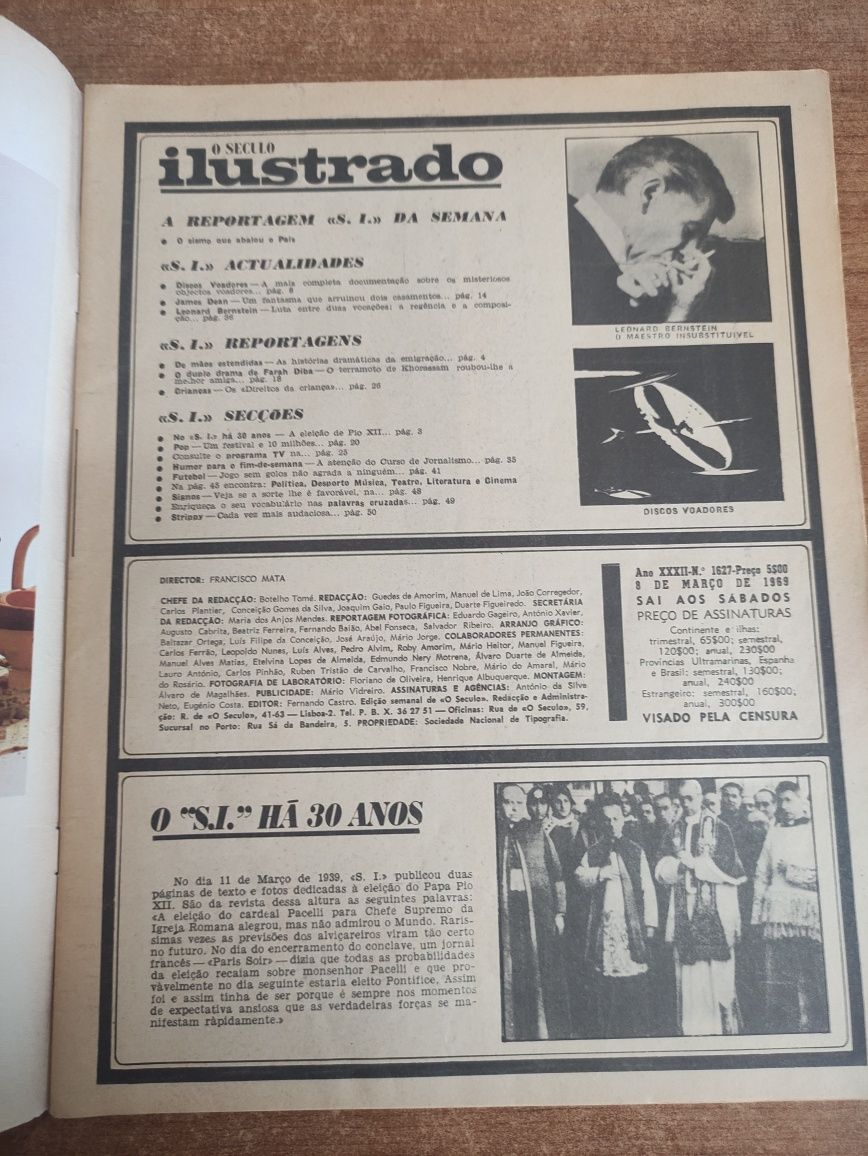 O SECULO
ilustrado
A REPORTAGEM «S. I.» DA SEMANA
● O sismo que abalou o País
«S. I.» ACTUALIDADES
● Discos Voadores — A mais completa documentação sobre os misteriosos
objectos voadores... pág. 8
● James Dean — Um fantasma que arruinou dois casamentos... pág. 14
● Leonard Bernstein — Luta entre duas vocações: a regência e a composi-
ção... pág. 36
«S. I.» REPORTAGENS
● De mãos estendidas — As histórias dramáticas da emigração... pág. 4
● O duplo drama de Farah Diba — O terramoto de Khorassam roubou-lhe a
melhor amiga... pág. 18
● Crianças — Os «Direitos da criança»... pág. 26
«S. I.» SECÇÕES
● No «S. I.» há 30 anos — A eleição de Pio XII... pág. 3
● Pop — Um festival e 10 milhões... pág. 20
● Consulte o programa TV na... pág. 25
● Humor para o fim-de-semana — A atenção do Curso de Jornalismo... pág. 35
● Futebol — Jogo sem golos não agrada a ninguém... pág. 41
● Na pág. 45 encontra: Política, Desporto Música, Teatro, Literatura e Cinema
● Signos — Veja se a sorte lhe é favorável, na... pág. 48
● Enriqueça o seu vocabulário nas palavras cruzadas... pág. 49
● Strippy — Cada vez mais audaciosa... pág. 50
LEONARD BERNSTEIN
O MAESTRO INSUBSTITUIVEL
DISCOS VOADORES
DIRECTOR: FRANCISCO MATA
CHEFE DA REDACÇÃO: Botelho Tomé. REDACÇÃO: Guedes de Amorim, Manuel de Lima, João Corregedor,
Carlos Plantier, Conceição Gomes da Silva, Joaquim Gaio, Paulo Figueira, Duarte Figueiredo. SECRETÁRIA
DA REDACÇÃO: Maria dos Anjos Mendes. REPORTAGEM FOTOGRÁFICA: Eduardo Gageiro, António Xavier,
Augusto Cabrita, Beatriz Ferreira, Fernando Baião, Abel Fonseca, Salvador Ribeiro. ARRANJO GRÁFICO:
Baltazar Ortega, Luís Filipe da Conceição, José Araújo, Mário Jorge. COLABORADORES PERMANENTES:
Carlos Ferrão, Leopoldo Nunes, Luís Alves, Pedro Alvim, Roby Amorim, Mário Heitor, Manuel Figueira,
Manuel Alves Matias, Etelvina Lopes de Almeida, Edmundo Nery Motrena, Álvaro Duarte de Almeida,
Lauro António, Carlos Pinhão, Ruben Tristão de Carvalho, Francisco Nobre, Mário do Amaral, Mário
do Rosário. FOTOGRAFIA DE LABORATÓRIO: Floriano de Oliveira, Henrique Albuquerque. MONTAGEM:
Álvaro de Magalhães. PUBLICIDADE: Mário Vidreiro. ASSINATURAS E AGÊNCIAS: António da Silva
Neto, Eugénio Costa. EDITOR: Fernando Castro. Edição semanal de «O Seculo». Redacção e Administra-
ção: R. de «O Seculo», 41-63 — Lisboa-2. Tel. P. B. X. 36 27 51 — Oficinas: Rua de «O Seculo», 59,
Sucursal no Porto: Rua Sá da Bandeira, 5. PROPRIEDADE: Sociedade Nacional de Tipografia.
Ano XXXII-N.º 1627-Preço 5$00
8 DE MARÇO DE 1969
SAI AOS SÁBADOS
PREÇO DE ASSINATURAS
Continente e ilhas:
trimestral, 65$00; semestral,
120$00; anual, 230$00
Províncias Ultramarinas, Espanha
e Brasil: semestral, 130$00;
anual, 240$00
Estrangeiro: semestral, 160$00;
anual, 300$00
VISADO PELA CENSURA
O “S.I.” HÁ 30 ANOS
No dia 11 de Março de 1939, «S. I.» publicou duas
páginas de texto e fotos dedicadas à eleição do Papa Pio
XII. São da revista dessa altura as seguintes palavras:
«A eleição do cardeal Pacelli para Chefe Supremo da
Igreja Romana alegrou, mas não admirou o Mundo. Rarís-
simas vezes as previsões dos alviçareiros viram tão certo
no futuro. No dia do encerramento do conclave, um jornal
francês — «Paris Soir» — dizia que todas as probabilidades
da eleição recaíam sobre monsenhor Pacelli e que pro-
vàvelmente no dia seguinte estaria eleito Pontífice. Assim
foi e assim tinha de ser porque é sempre nos momentos
de expectativa ansiosa que as verdadeiras forças se ma-
nifestam ràpidamente.»